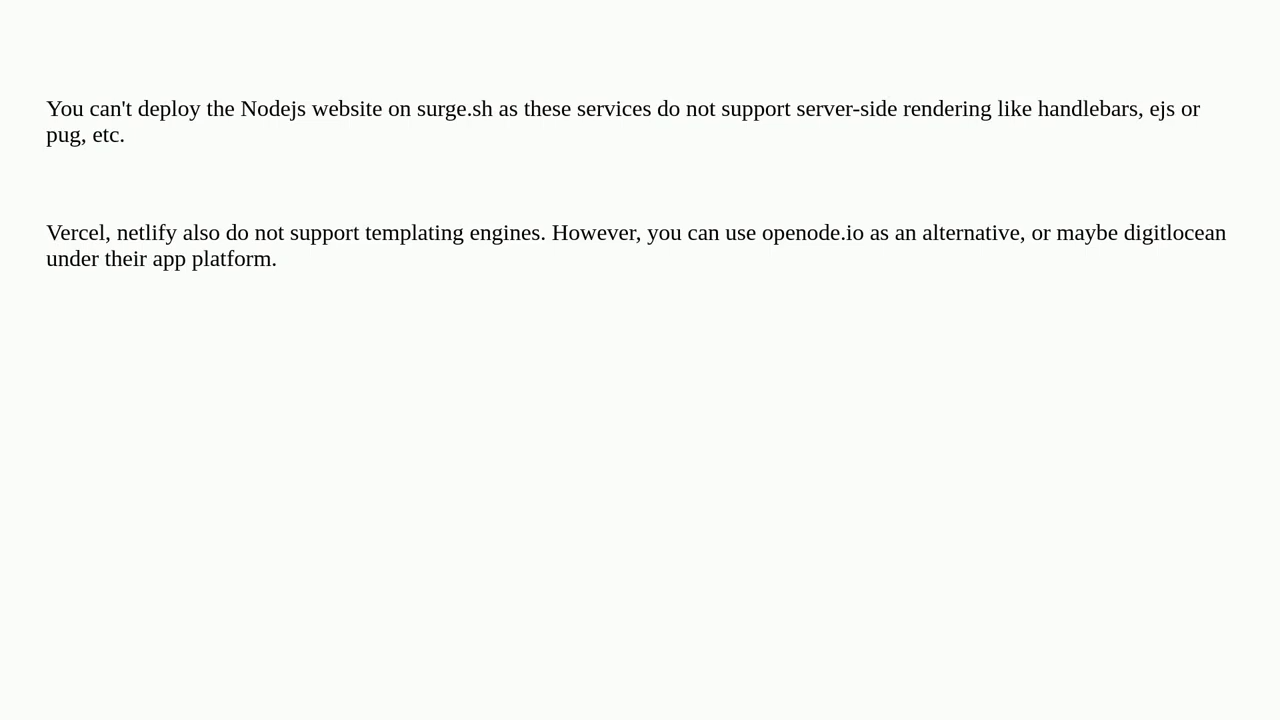 You can't deploy the Nodejs website on surge.sh as these services do not support server-side rendering like handlebars, ejs or
pug, etc.
Vercel, netlify also do not support templating engines. However, you can use openode.io as an alternative, or maybe digitlocean
under their app platform.